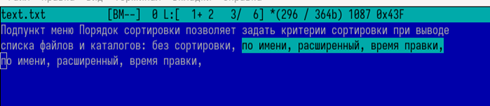 text.txt [BM--] 0 L:[ 1+ 2 3/ 6] *(296 / 364b) 1087 0x43F
Подпункт меню Порядок сортировки позволяет задать критерии сортировки при выводе
списка файлов и каталогов: без сортировки, по имени, расширенный, время правки,
по имени, расширенный, время правки,